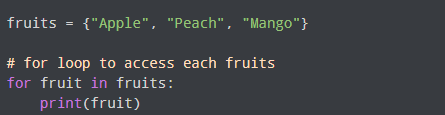 fruits = {"Apple", "Peach", "Mango"}
# for loop to access each fruits
for fruit in fruits:
    print(fruit)